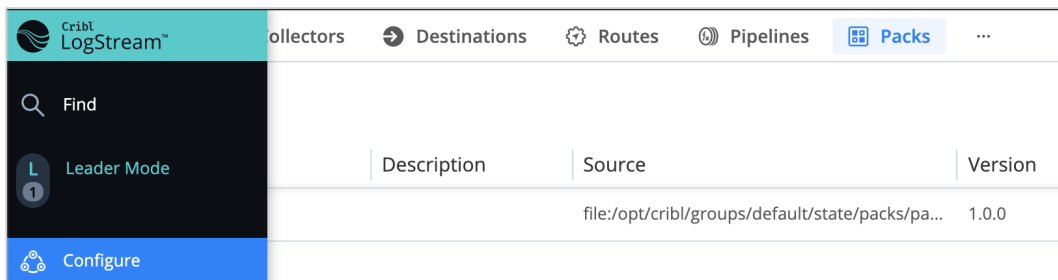 Cribl
LogStream™
ollectors
Destinations
Routes
Pipelines
Packs
...
Find
L
1
Leader Mode
Configure
Description
Source
Version
file:/opt/cribl/groups/default/state/packs/pa...
1.0.0